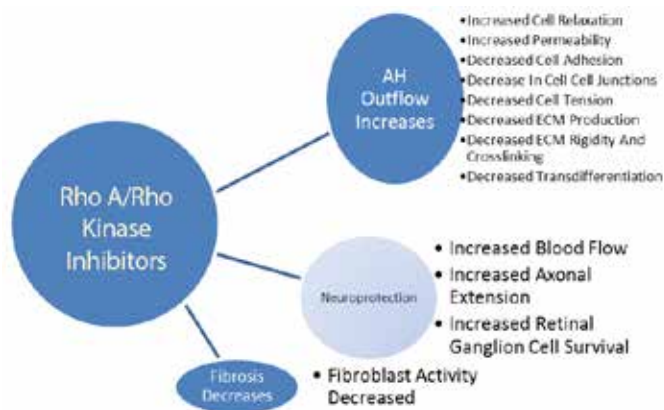 Rho A/Rho
Kinase
Inhibitors
AH
Outflow
Increases
•Increased Cell Relaxation
•Increased Permeability
•Decreased Cell Adhesion
•Decrease In Cell Cell Junctions
•Decreased Cell Tension
•Decreased ECM Production
•Decreased ECM Rigidity And
Crosslinking
•Decreased Transdifferentiation
Neuroprotection
• Increased Blood Flow
• Increased Axonal
Extension
• Increased Retinal
Ganglion Cell Survival
Fibrosis
Decreases
• Fibroblast Activity
Decreased